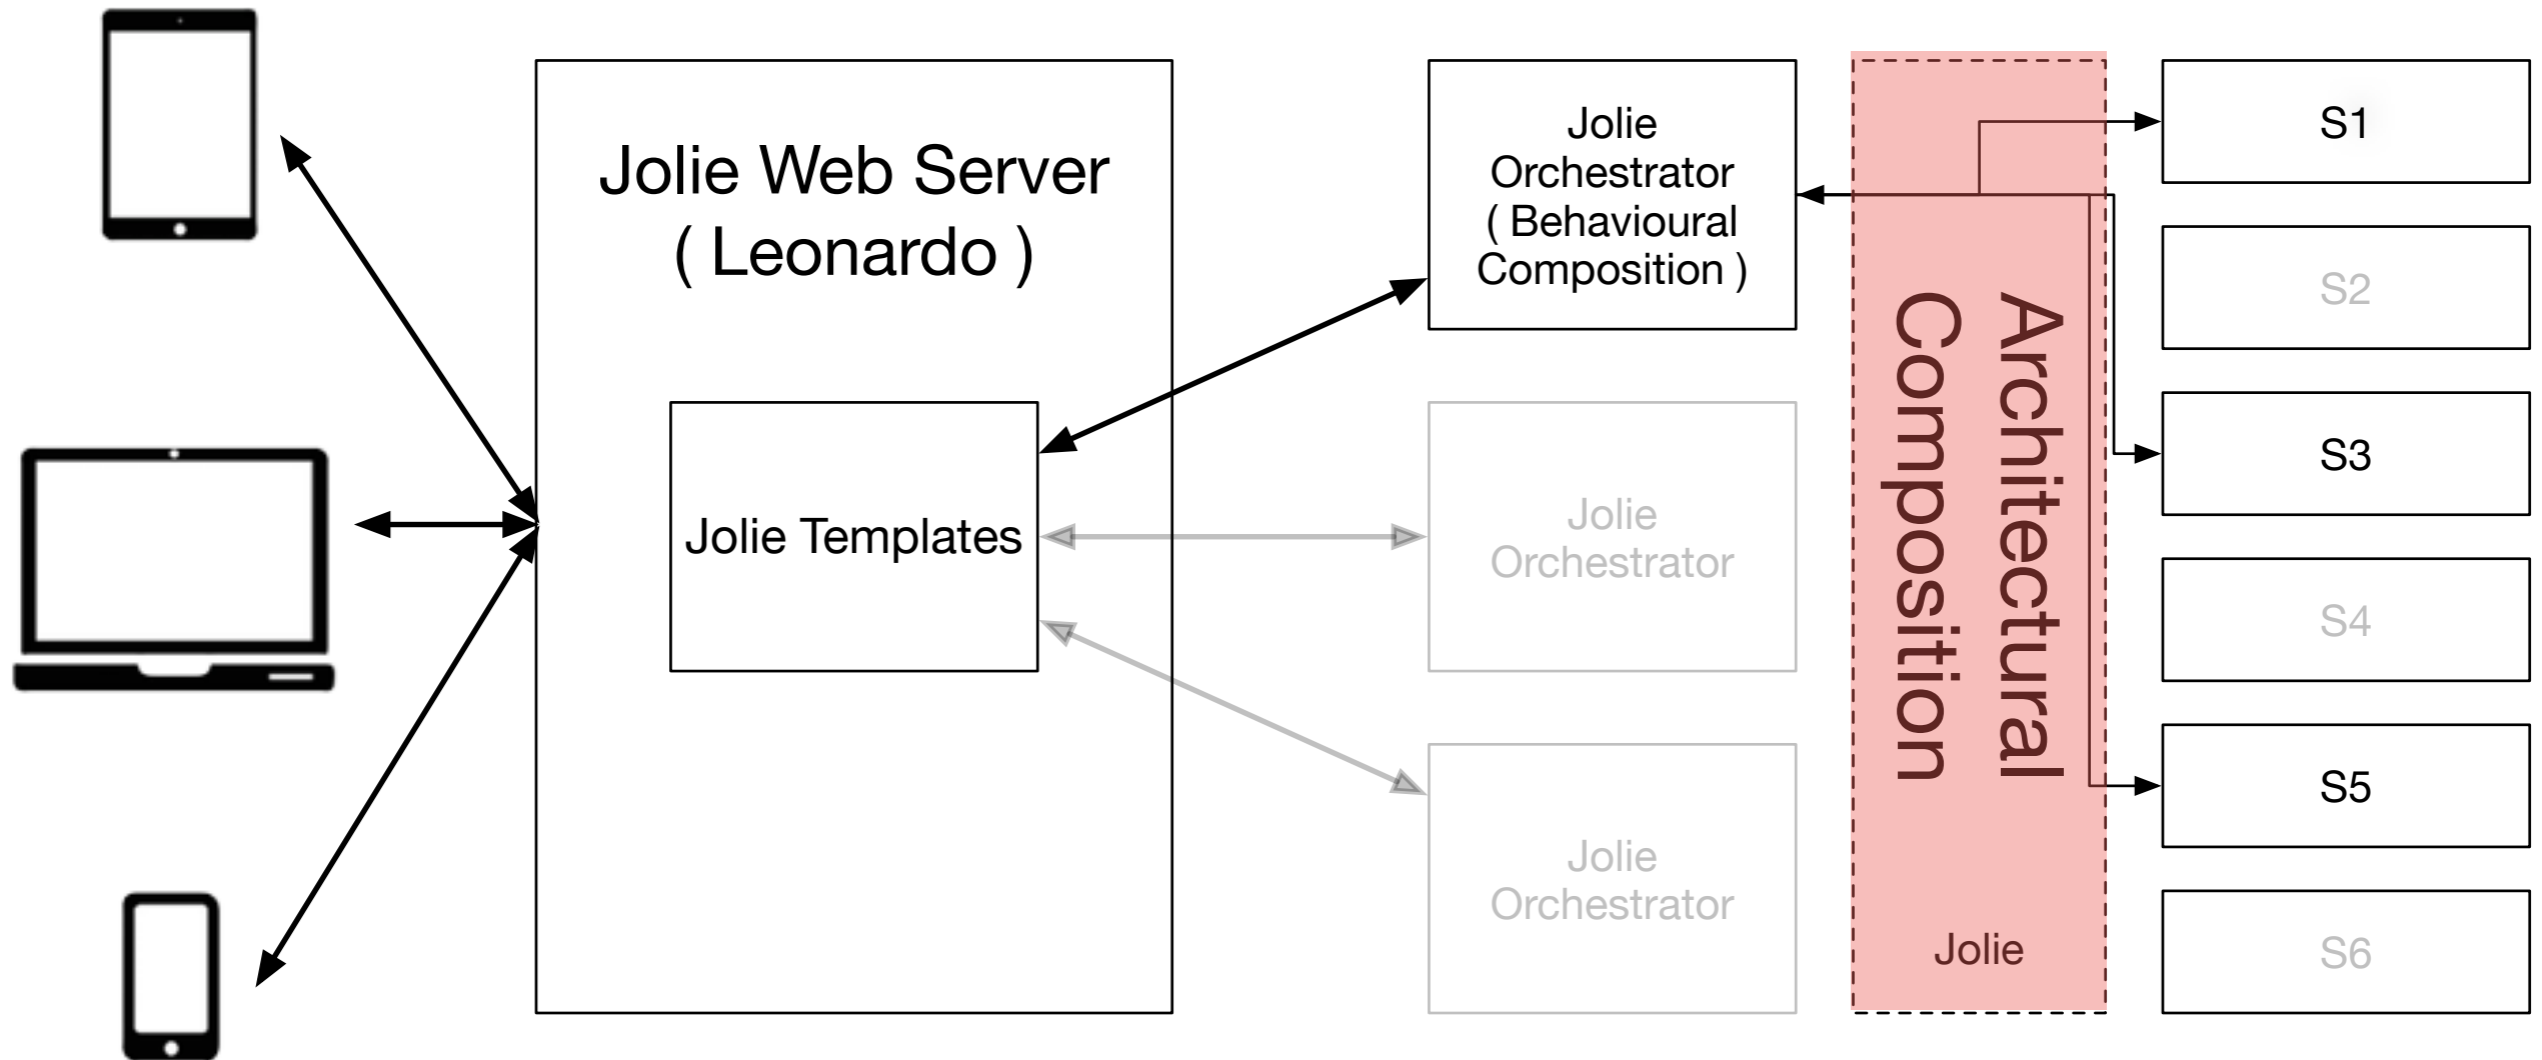 Jolie Web Server
( Leonardo )
Jolie Templates
Jolie
Orchestrator
( Behavioural
Composition )
Jolie
Orchestrator
Jolie
Orchestrator
Architectural
Composition
Jolie
S1
S2
S3
S4
S5
S6